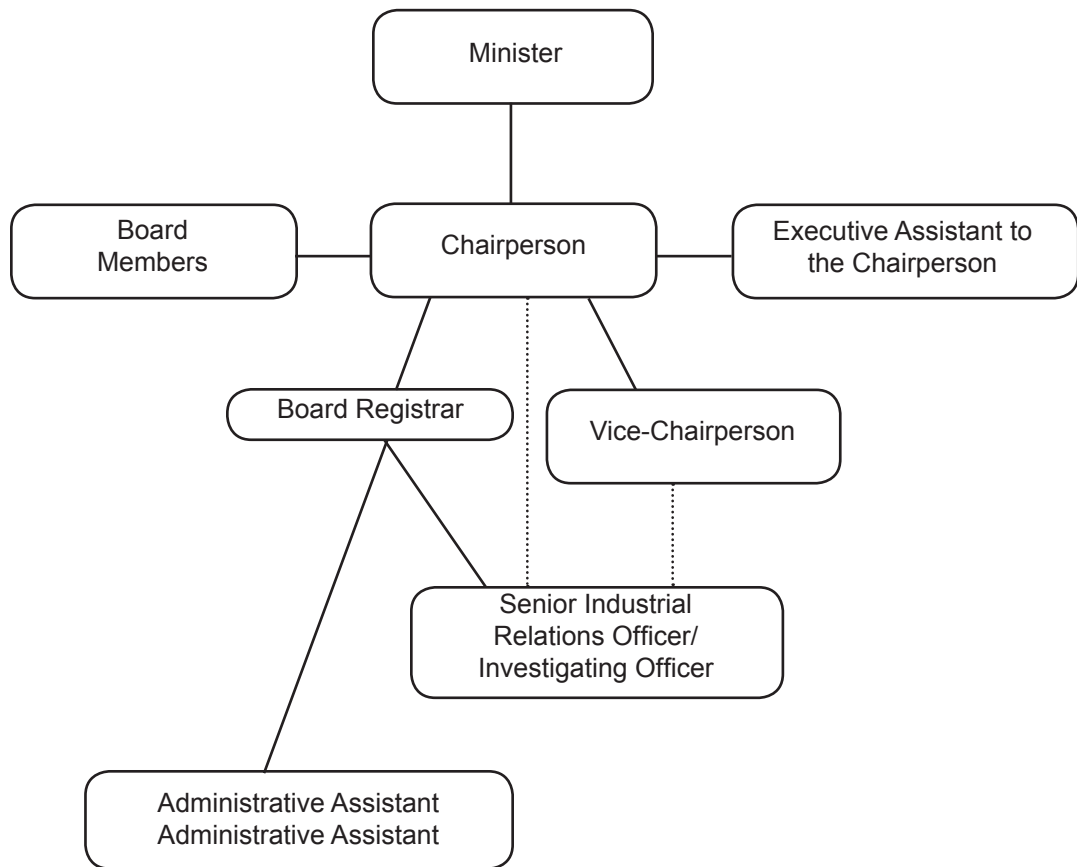 Minister
Board
Members
Chairperson
Executive Assistant to
the Chairperson
Board Registrar
Vice-Chairperson
Senior Industrial
Relations Officer/
Investigating Officer
Administrative Assistant
Administrative Assistant